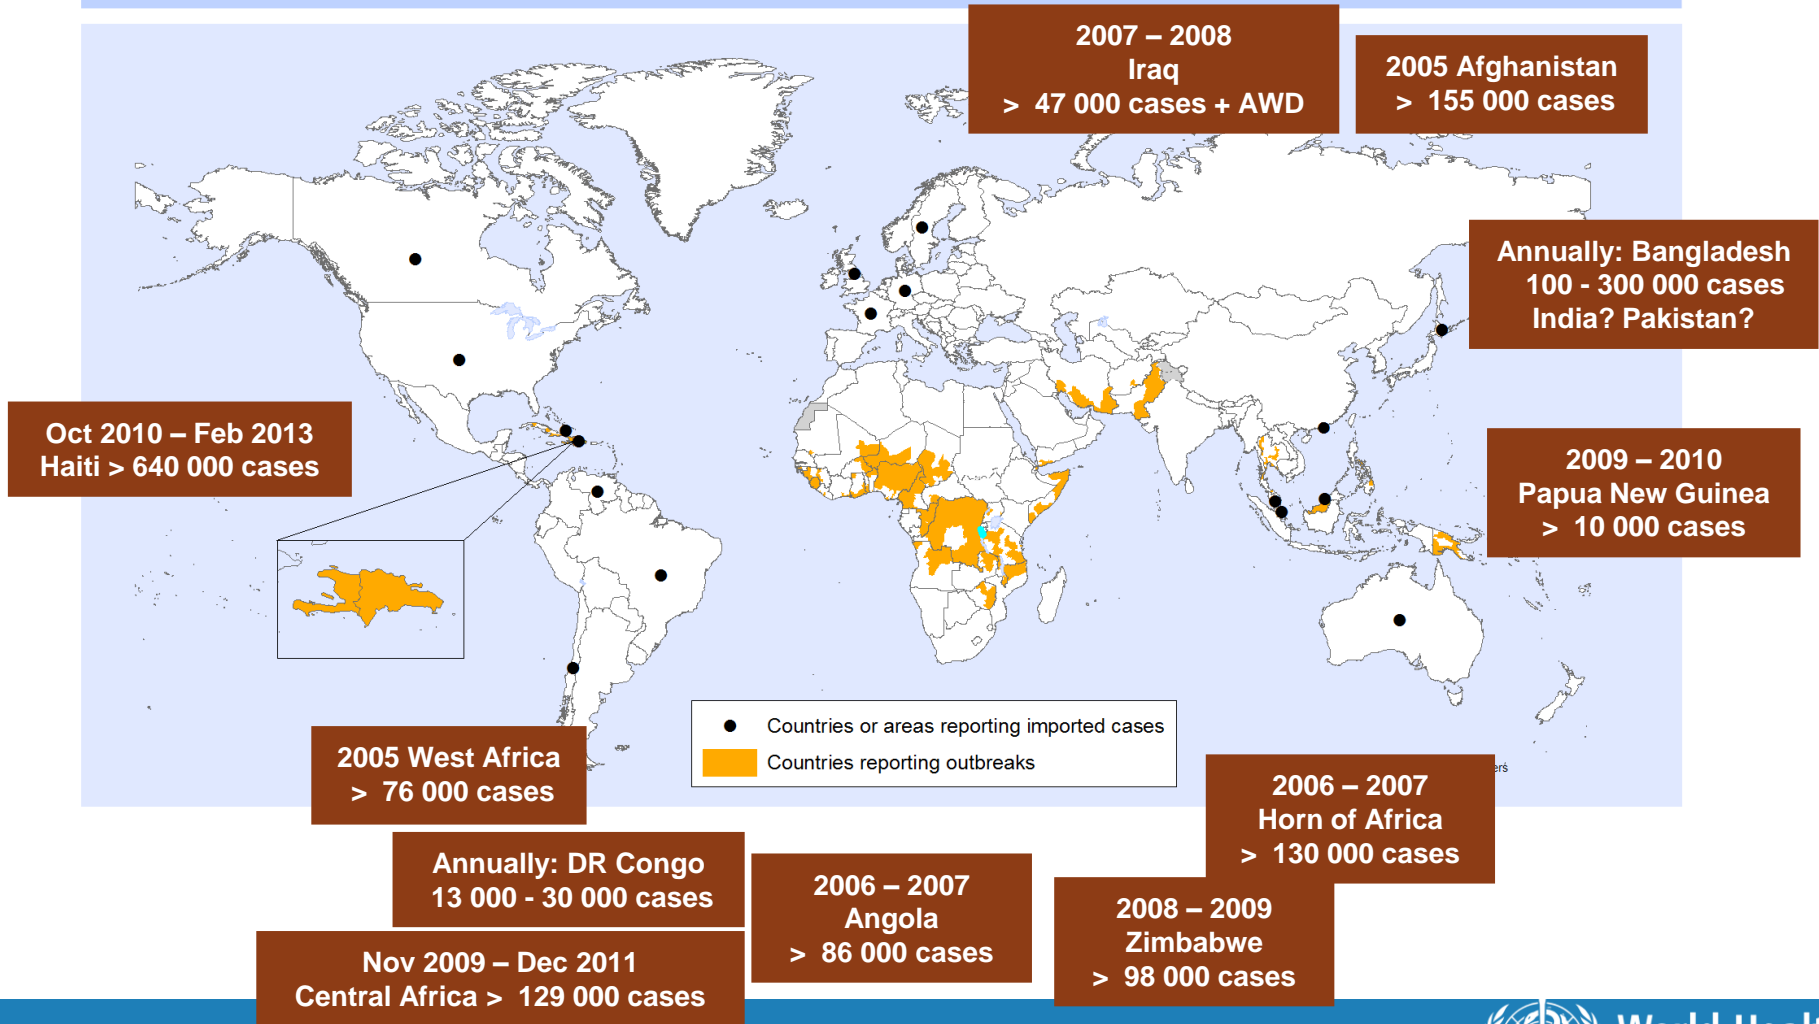 2007 – 2008
Iraq
> 47 000 cases + AWD
2005 Afghanistan
> 155 000 cases
Annually: Bangladesh
100 - 300 000 cases
India? Pakistan?
Oct 2010 – Feb 2013
Haiti > 640 000 cases
2009 – 2010
Papua New Guinea
> 10 000 cases
Countries or areas reporting imported cases
Countries reporting outbreaks
2005 West Africa
> 76 000 cases
2006 – 2007
Horn of Africa
> 130 000 cases
Annually: DR Congo
13 000 - 30 000 cases
2006 – 2007
Angola
> 86 000 cases
2008 – 2009
Zimbabwe
> 98 000 cases
Nov 2009 – Dec 2011
Central Africa > 129 000 cases